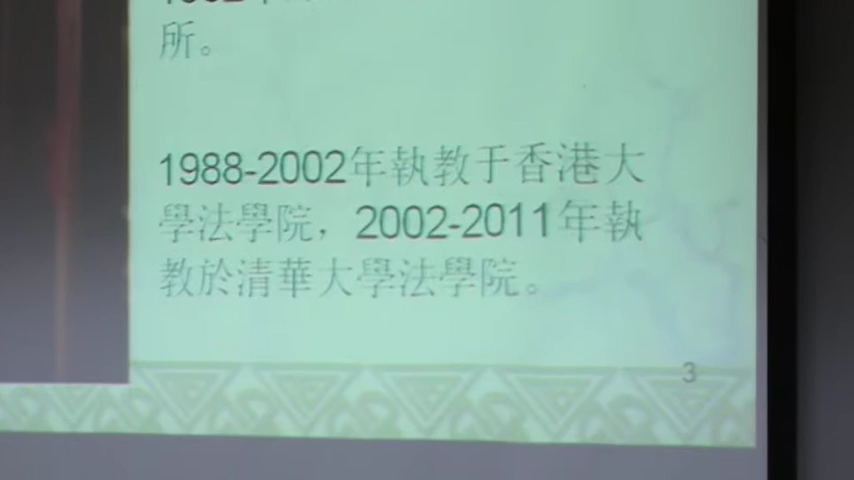 所。
1988-2002年執教于香港大
學法學院，2002-2011年執
教於清華大學法學院。
3